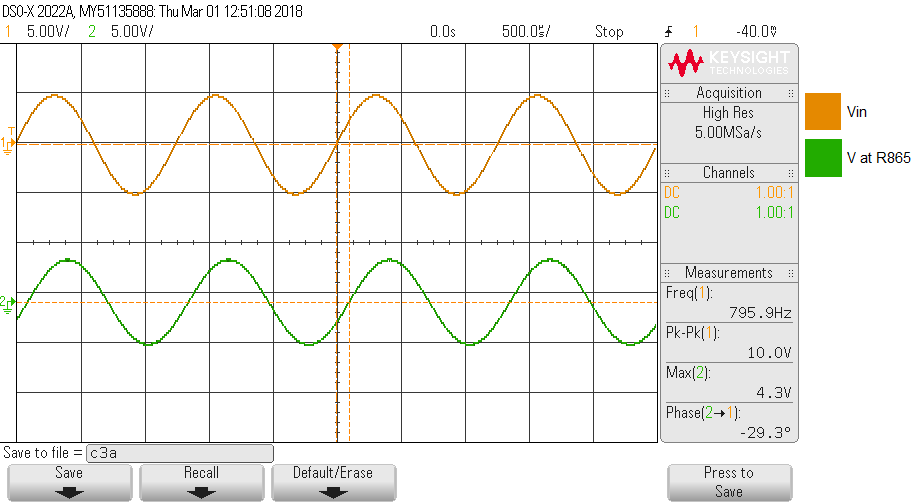 DSO-X 2022A, MY51135888: Thu Mar 01 12:51:08 2018
1 5.00V/ 2 5.00V/ 0.0s 500.0s/ Stop 1 -40.0V
KEYSIGHT
TECHNOLOGIES
Acquisition
High Res
5.00MSa/s
Channels
DC 1.00:1
DC 1.00:1
Measurements
Freq(1):
795.9Hz
Pk-Pk(1):
10.0V
Max(2):
4.3V
Phase(2→1):
-29.3°
Vin
V at R865
T
1
2
Save to file = c3a
Save
Recall
Default/Erase
Press to
Save